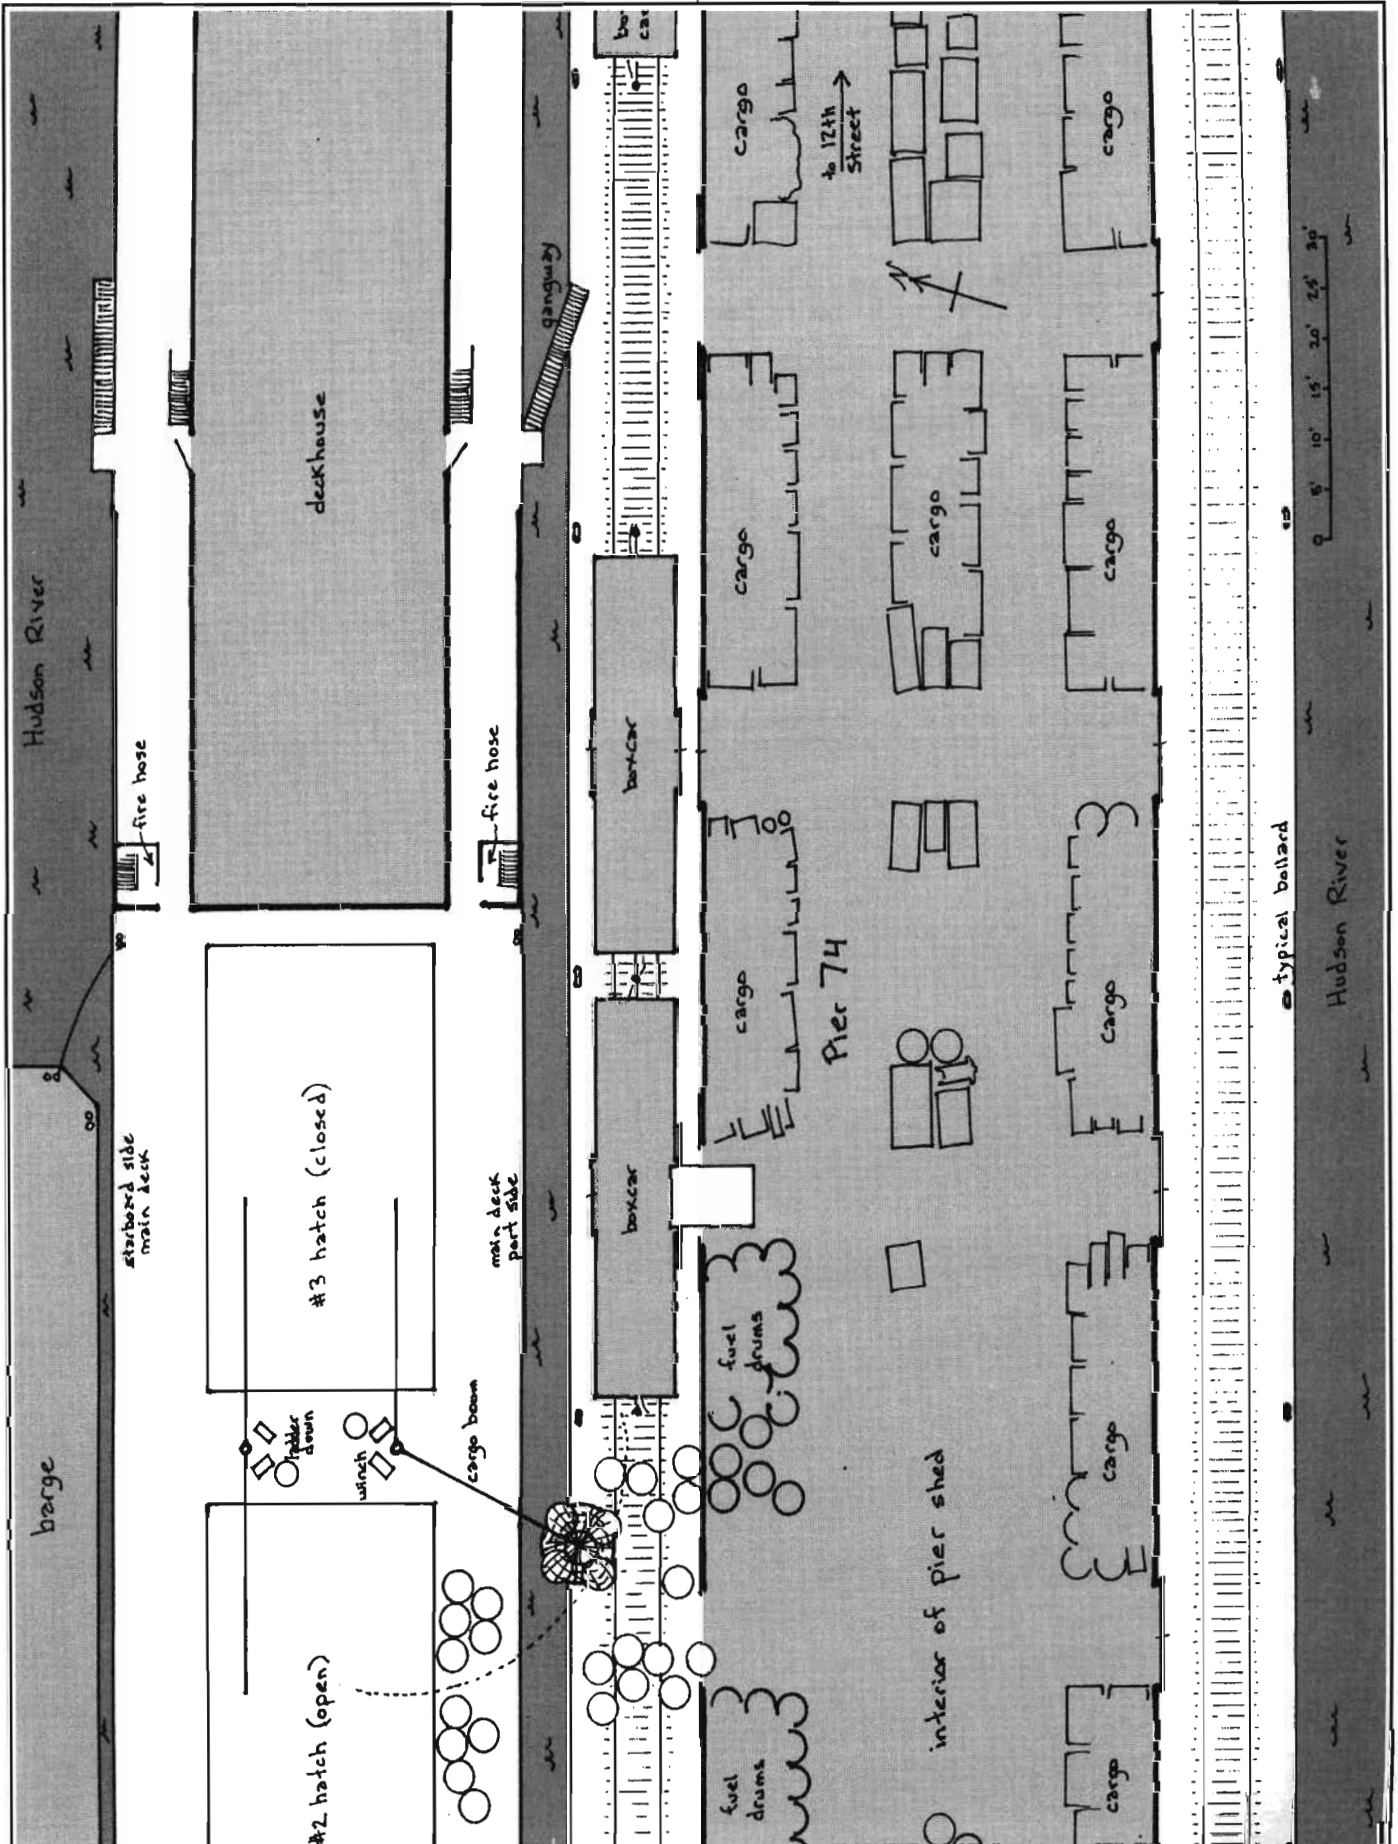 box
car
cargo
to 12th
Street
cargo
gangway
N
30'
25'
20'
15'
10'
5'
0
deckhouse
cargo
cargo
cargo
Hudson River
fire hose
fire hose
boxcar
typical bollard
Hudson River
cargo
Pier 74
cargo
starboard side
main deck
#3 hatch (closed)
main deck
port side
boxcar
fuel
drums
ladder
down
winch
cargo boom
cargo
barge
interior of pier shed
#2 hatch (open)
fuel
drums
cargo